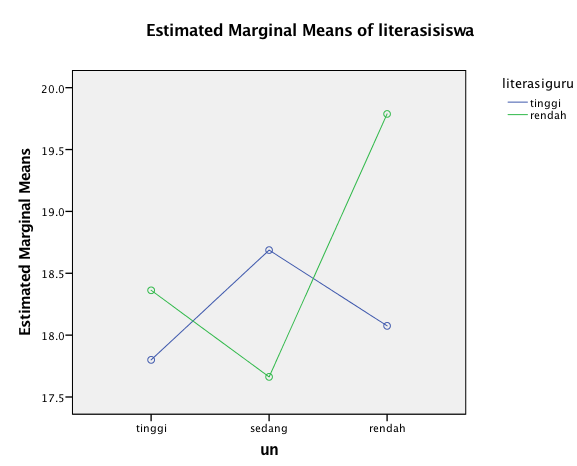 Estimated Marginal Means of literasisiswa
literasiguru
tinggi
rendah
Estimated Marginal Means
20.0
19.5
19.0
18.5
18.0
17.5
tinggi
sedang
rendah
un